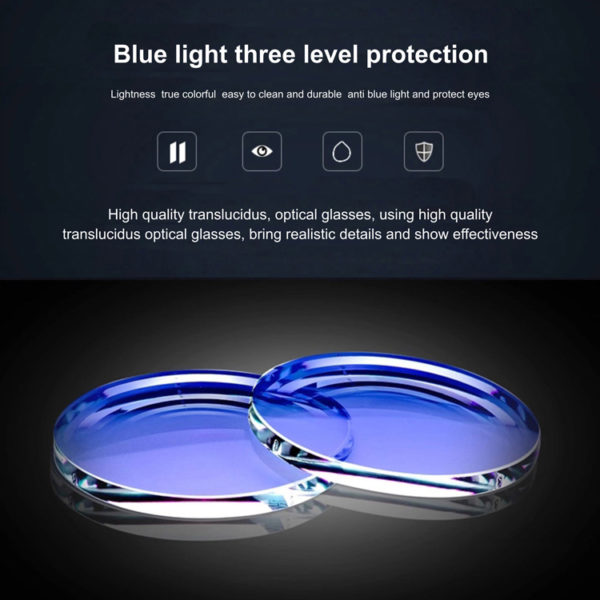 Blue light three level protection
Lightness true colorful easy to clean and durable anti blue light and protect eyes
High quality translucidus, optical glasses, using high quality
translucidus optical glasses, bring realistic details and show effectiveness